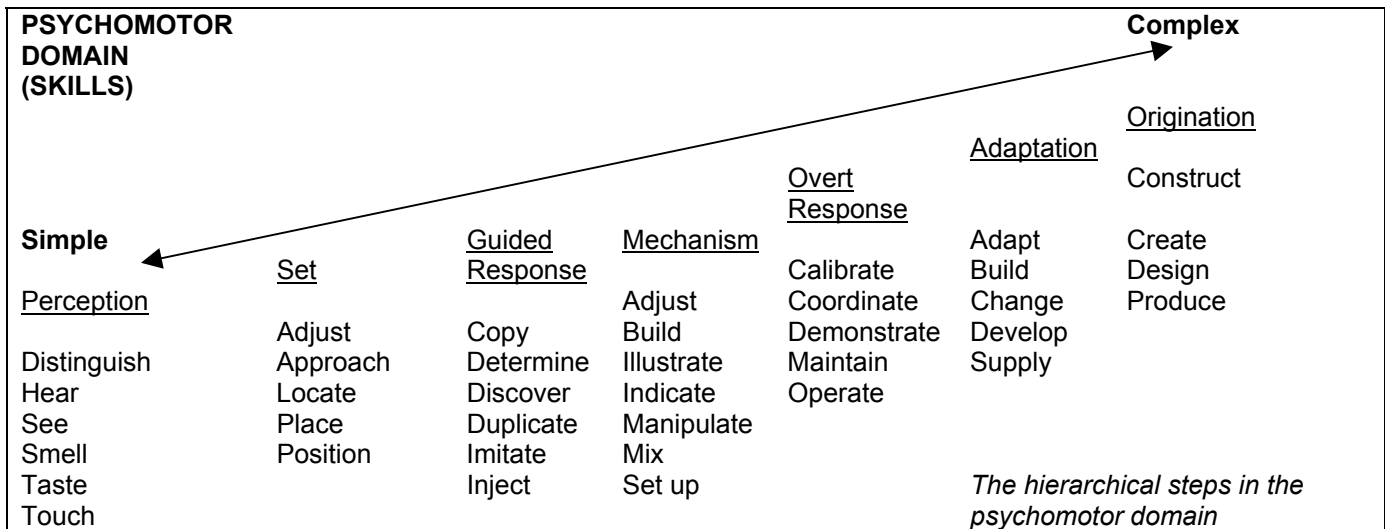 PSYCHOMOTOR
DOMAIN
(SKILLS)
Complex
Simple
Perception
Distinguish
Hear
See
Smell
Taste
Touch
Set
Adjust
Approach
Locate
Place
Position
Guided
Response
Copy
Determine
Discover
Duplicate
Imitate
Inject
Mechanism
Adjust
Build
Illustrate
Indicate
Manipulate
Mix
Set up
Overt
Response
Calibrate
Coordinate
Demonstrate
Maintain
Operate
Adaptation
Adapt
Build
Change
Develop
Supply
Origination
Construct
Create
Design
Produce
The hierarchical steps in the
psychomotor domain